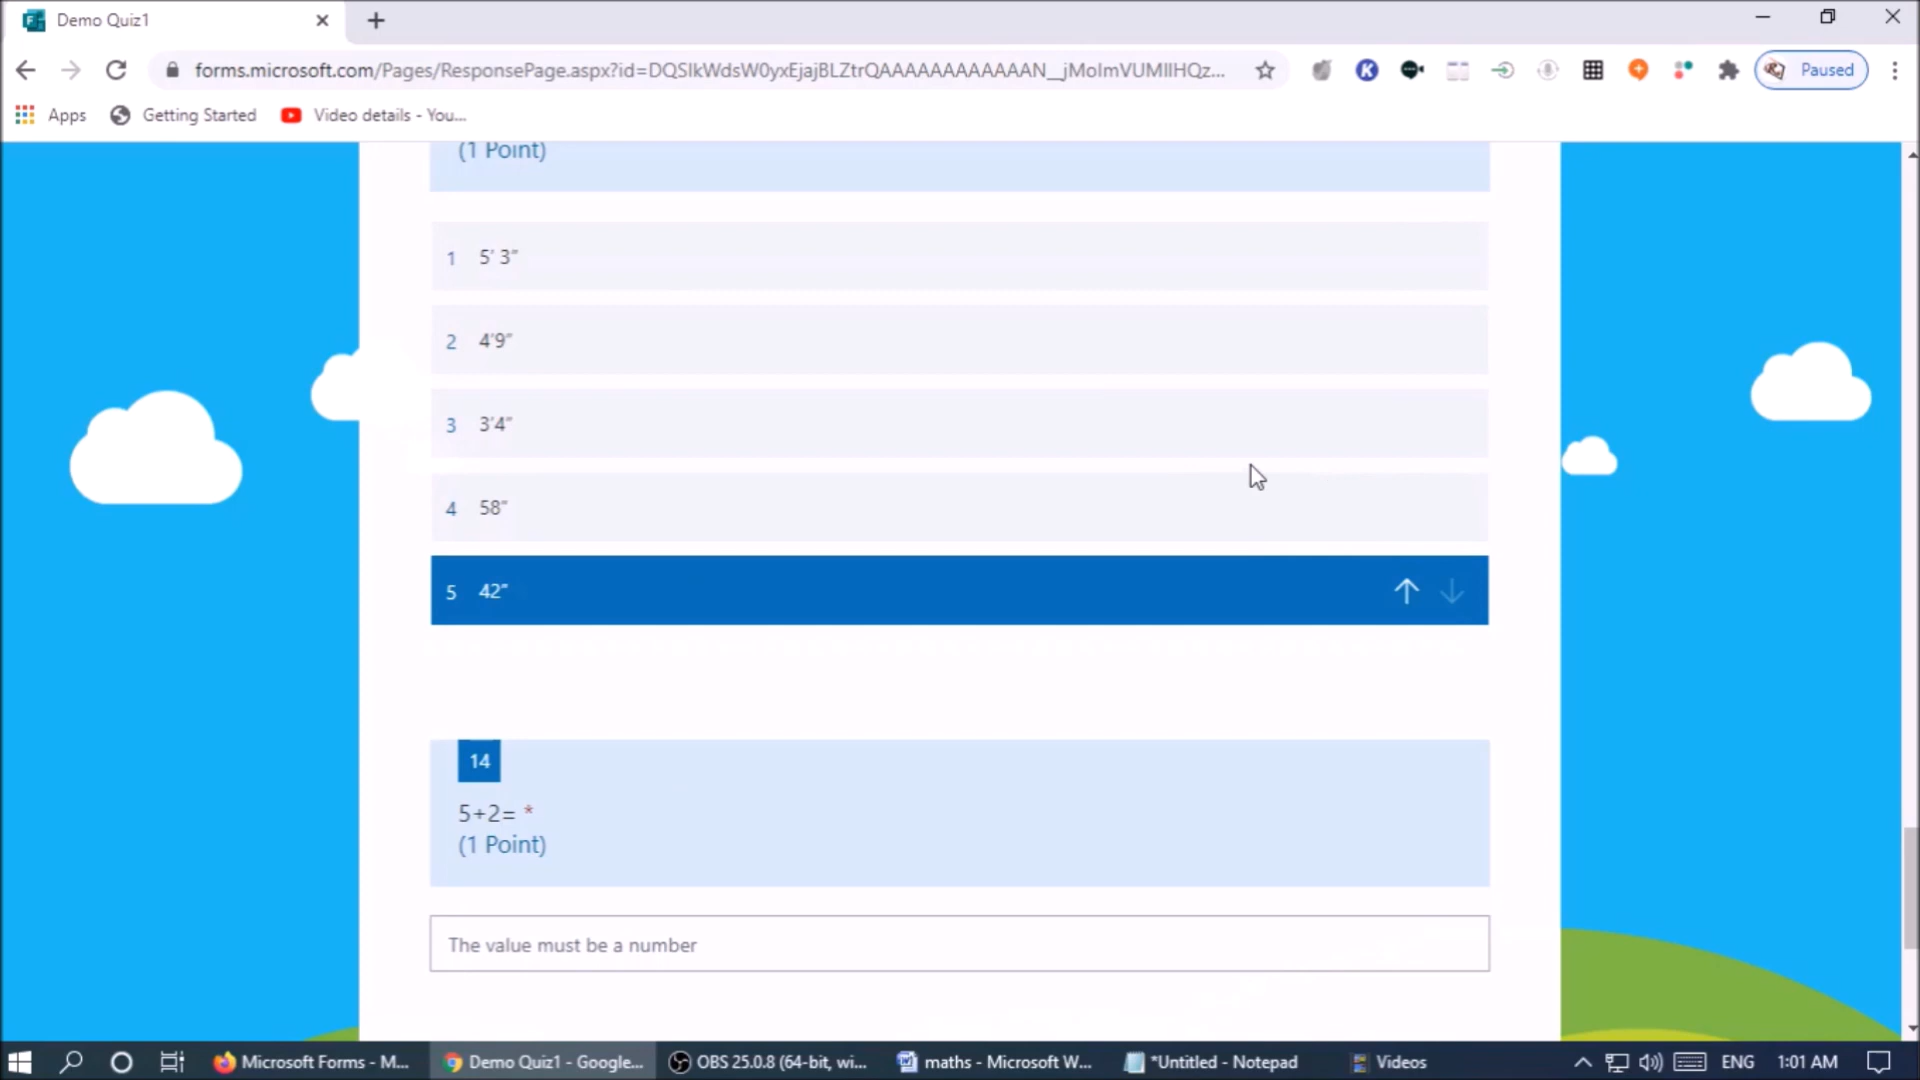 Demo Quiz1
forms.microsoft.com/Pages/ResponsePage.aspx?id=DQSIkWdsW0yxEjajBLZtrQAAAAAAAAAAAAN__jMoImVUMllHQz...
K
Paused
Apps
Getting Started
Video details - You...
(1 Point)
1 5' 3"
2 4'9"
3 3'4"
4 58"
5 42"
14
5+2= *
(1 Point)
The value must be a number
Microsoft Forms - M...
Demo Quiz1 - Google...
OBS 25.0.8 (64-bit, wi...
maths - Microsoft W...
*Untitled - Notepad
Videos
ENG
1:01 AM